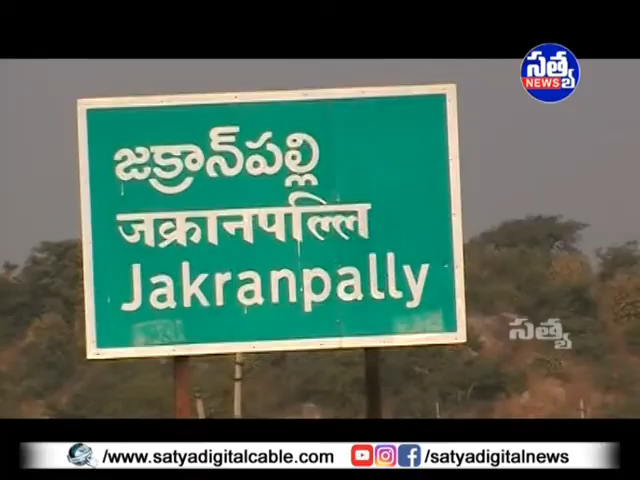 సత్య
NEWS
జక్రాన్‌పల్లి
जक्रानपल्लि
Jakranpally
సత్య
/www.satyadigitalcable.com
/satyadigitalnews